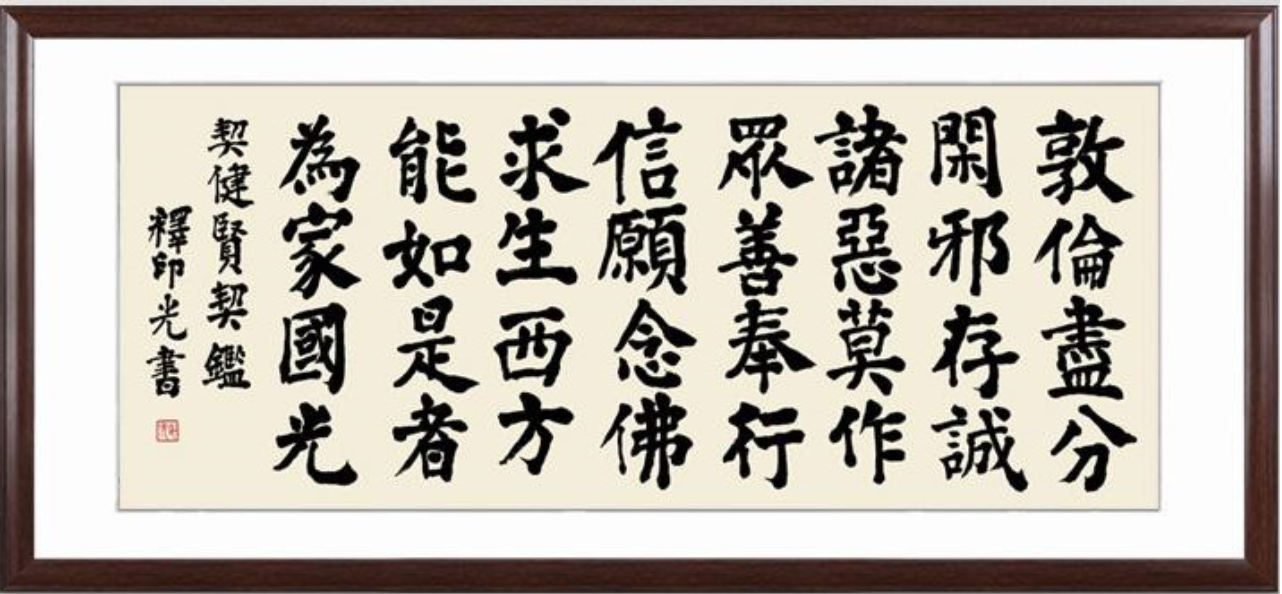 敦倫盡分
閑邪存誠
諸惡莫作
眾善奉行
信願念佛
求生西方
能如是者
為家國光
契健賢契鑑
釋印光書